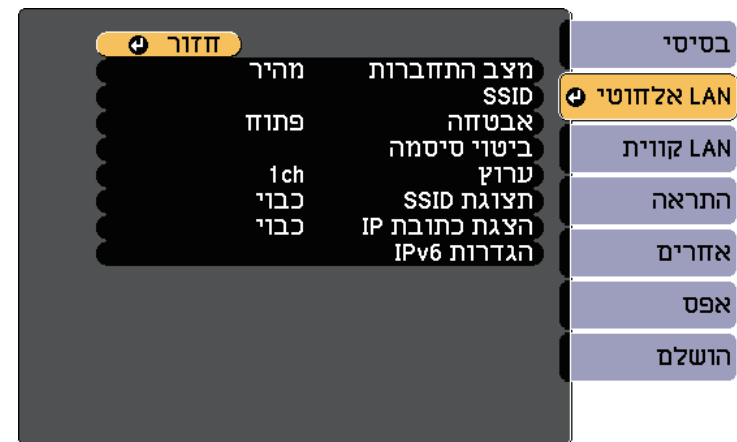 בסיסי
LAN אלחוטי
LAN קווית
התראה
אחרים
אפס
הושלם
חזור
מצב התחברות מהיר
SSID
אבטחה פתוח
ביטוי סיסמה
ערוץ 1ch
תצוגת SSID כבוי
הצגת כתובת IP כבוי
הגדרות IPv6